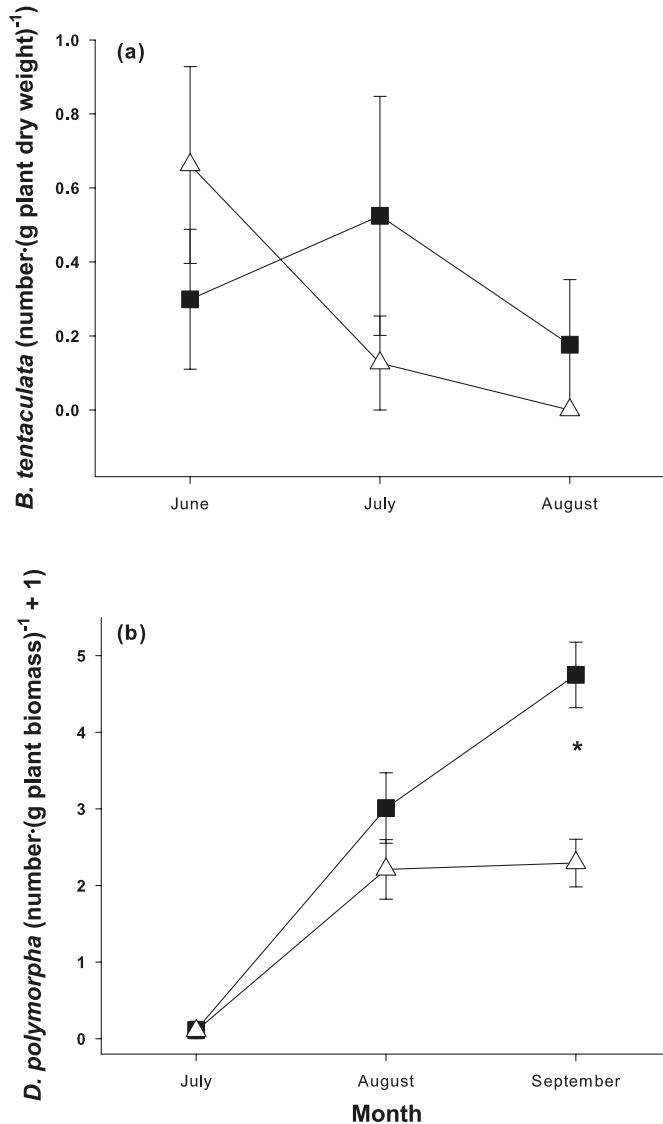 (a)
B. tentaculata (number·(g plant dry weight)⁻¹)
1.0
0.8
0.6
0.4
0.2
0.0
June July August
(b)
D. polymorpha (number·(g plant biomass)⁻¹ + 1)
5
4
3
2
1
0
*
July August September
Month